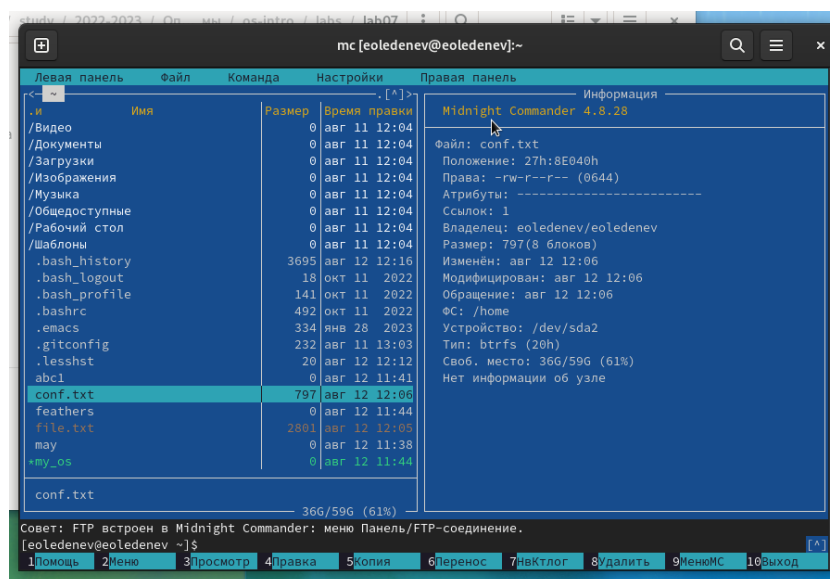 study / 2022-2023 / Оп... мы / os-intro / labs / lab07
mc [eoledenev@eoledenev]:~
Левая панель Файл Команда Настройки Правая панель
<— ~ .[^]>
.и Имя Размер Время правки
/Видео 0 авг 11 12:04
/Документы 0 авг 11 12:04
/Загрузки 0 авг 11 12:04
/Изображения 0 авг 11 12:04
/Музыка 0 авг 11 12:04
/Общедоступные 0 авг 11 12:04
/Рабочий стол 0 авг 11 12:04
/Шаблоны 0 авг 11 12:04
.bash_history 3695 авг 12 12:16
.bash_logout 18 окт 11 2022
.bash_profile 141 окт 11 2022
.bashrc 492 окт 11 2022
.emacs 334 янв 28 2023
.gitconfig 232 авг 11 13:03
.lesshst 20 авг 12 12:12
abc1 0 авг 12 11:41
conf.txt 797 авг 12 12:06
feathers 0 авг 12 11:44
file.txt 2801 авг 12 12:05
may 0 авг 12 11:38
*my_os 0 авг 12 11:44
conf.txt
36G/59G (61%)
Информация
Midnight Commander 4.8.28
Файл: conf.txt
Положение: 27h:8E040h
Права: -rw-r--r-- (0644)
Атрибуты: -------------------------
Ссылок: 1
Владелец: eoledenev/eoledenev
Размер: 797(8 блоков)
Изменён: авг 12 12:06
Модифицирован: авг 12 12:06
Обращение: авг 12 12:06
ФС: /home
Устройство: /dev/sda2
Тип: btrfs (20h)
Своб. место: 36G/59G (61%)
Нет информации об узле
Совет: FTP встроен в Midnight Commander: меню Панель/FTP-соединение.
[eoledenev@eoledenev ~]$ [^]
1Помощь 2Меню 3Просмотр 4Правка 5Копия 6Перенос 7НвКтлог 8Удалить 9МенюМС 10Выход